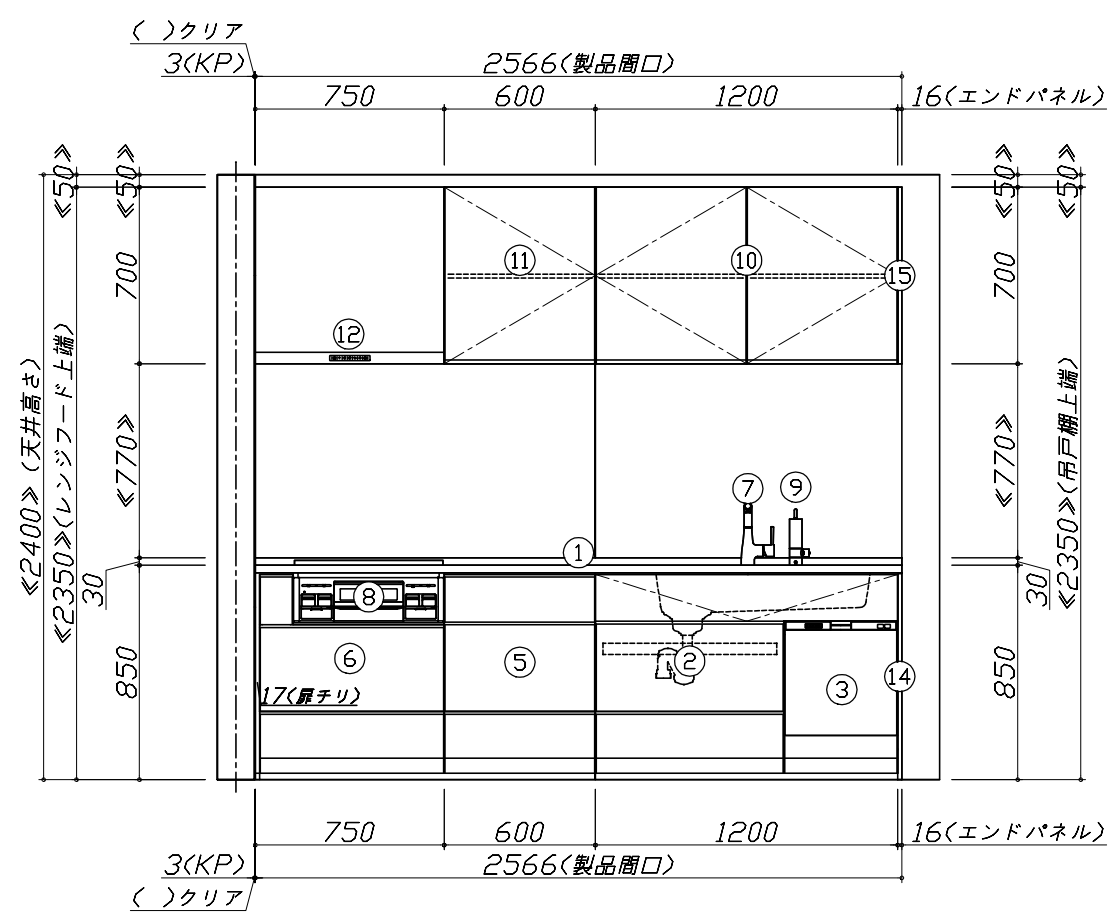 ( )クリア
3(KP)
2566(製品間口)
750
600
1200
16(エンドパネル)
≪50≫
≪50≫
≪50≫
≪50≫
700
700
11
10
15
12
≪2400≫(天井高さ)
≪2350≫(レンジフード上端)
≪770≫
≪770≫
≪2350≫(吊戸棚上端)
7
9
1
30
30
8
6
5
2
3
14
850
850
17(扉チリ)
750
600
1200
16(エンドパネル)
3(KP)
2566(製品間口)
( )クリア